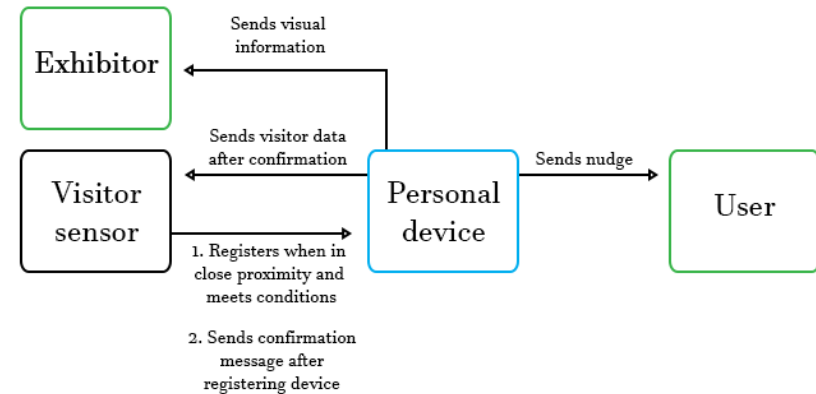 Sends visual
information
Exhibitor
Sends visitor data
after confirmation
Sends nudge
Visitor
sensor
Personal
device
User
1. Registers when in
close proximity and
meets conditions
2. Sends confirmation
message after
registering device